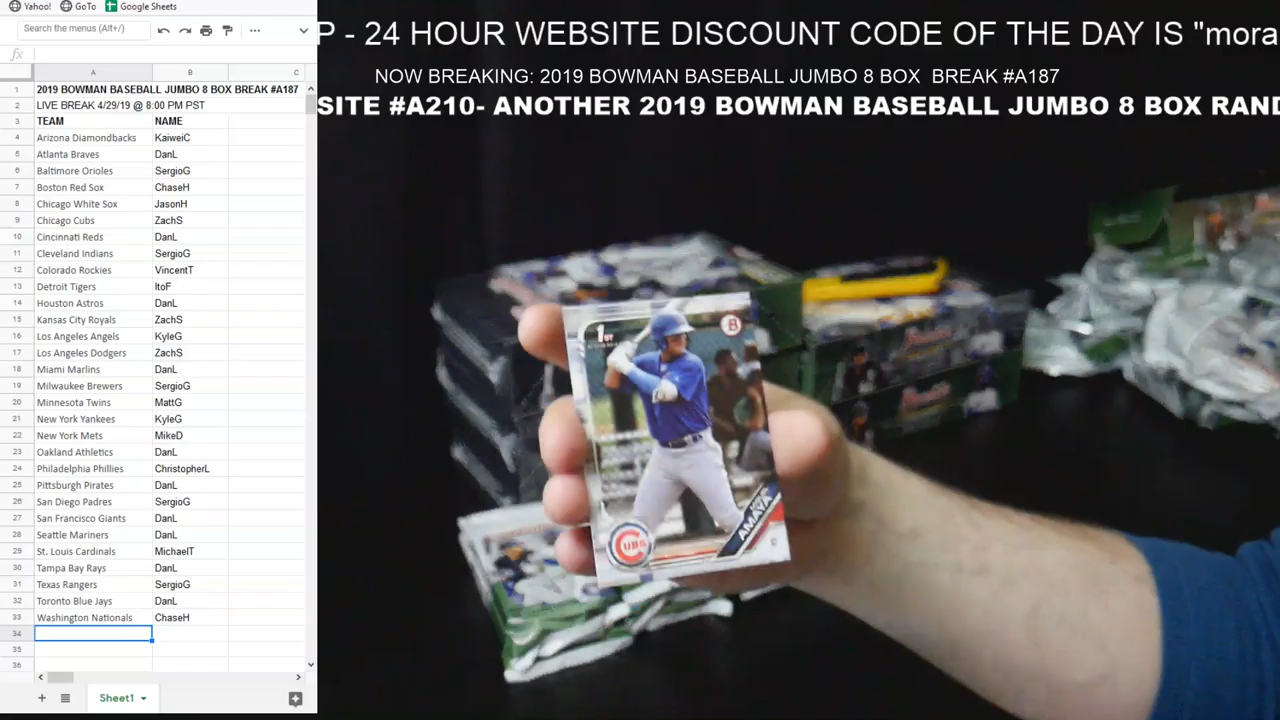 Yahoo! GoTo Google Sheets
Search the menus (Alt+/)
fx
A B C
1 2019 BOWMAN BASEBALL JUMBO 8 BOX BREAK #A187
2 LIVE BREAK 4/29/19 @ 8:00 PM PST
3 TEAM NAME
4 Arizona Diamondbacks KaiweiC
5 Atlanta Braves DanL
6 Baltimore Orioles SergioG
7 Boston Red Sox ChaseH
8 Chicago White Sox JasonH
9 Chicago Cubs ZachS
10 Cincinnati Reds DanL
11 Cleveland Indians SergioG
12 Colorado Rockies VincentT
13 Detroit Tigers ItoF
14 Houston Astros DanL
15 Kansas City Royals ZachS
16 Los Angeles Angels KyleG
17 Los Angeles Dodgers ZachS
18 Miami Marlins DanL
19 Milwaukee Brewers SergioG
20 Minnesota Twins MattG
21 New York Yankees KyleG
22 New York Mets MikeD
23 Oakland Athletics DanL
24 Philadelphia Phillies ChristopherL
25 Pittsburgh Pirates DanL
26 San Diego Padres SergioG
27 San Francisco Giants DanL
28 Seattle Mariners DanL
29 St. Louis Cardinals MichaelT
30 Tampa Bay Rays DanL
31 Texas Rangers SergioG
32 Toronto Blue Jays DanL
33 Washington Nationals ChaseH
34
35
36
Sheet1
P - 24 HOUR WEBSITE DISCOUNT CODE OF THE DAY IS "mora
NOW BREAKING: 2019 BOWMAN BASEBALL JUMBO 8 BOX BREAK #A187
SITE #A210- ANOTHER 2019 BOWMAN BASEBALL JUMBO 8 BOX RAND
1ST
B
CUBS
AMAYA
C